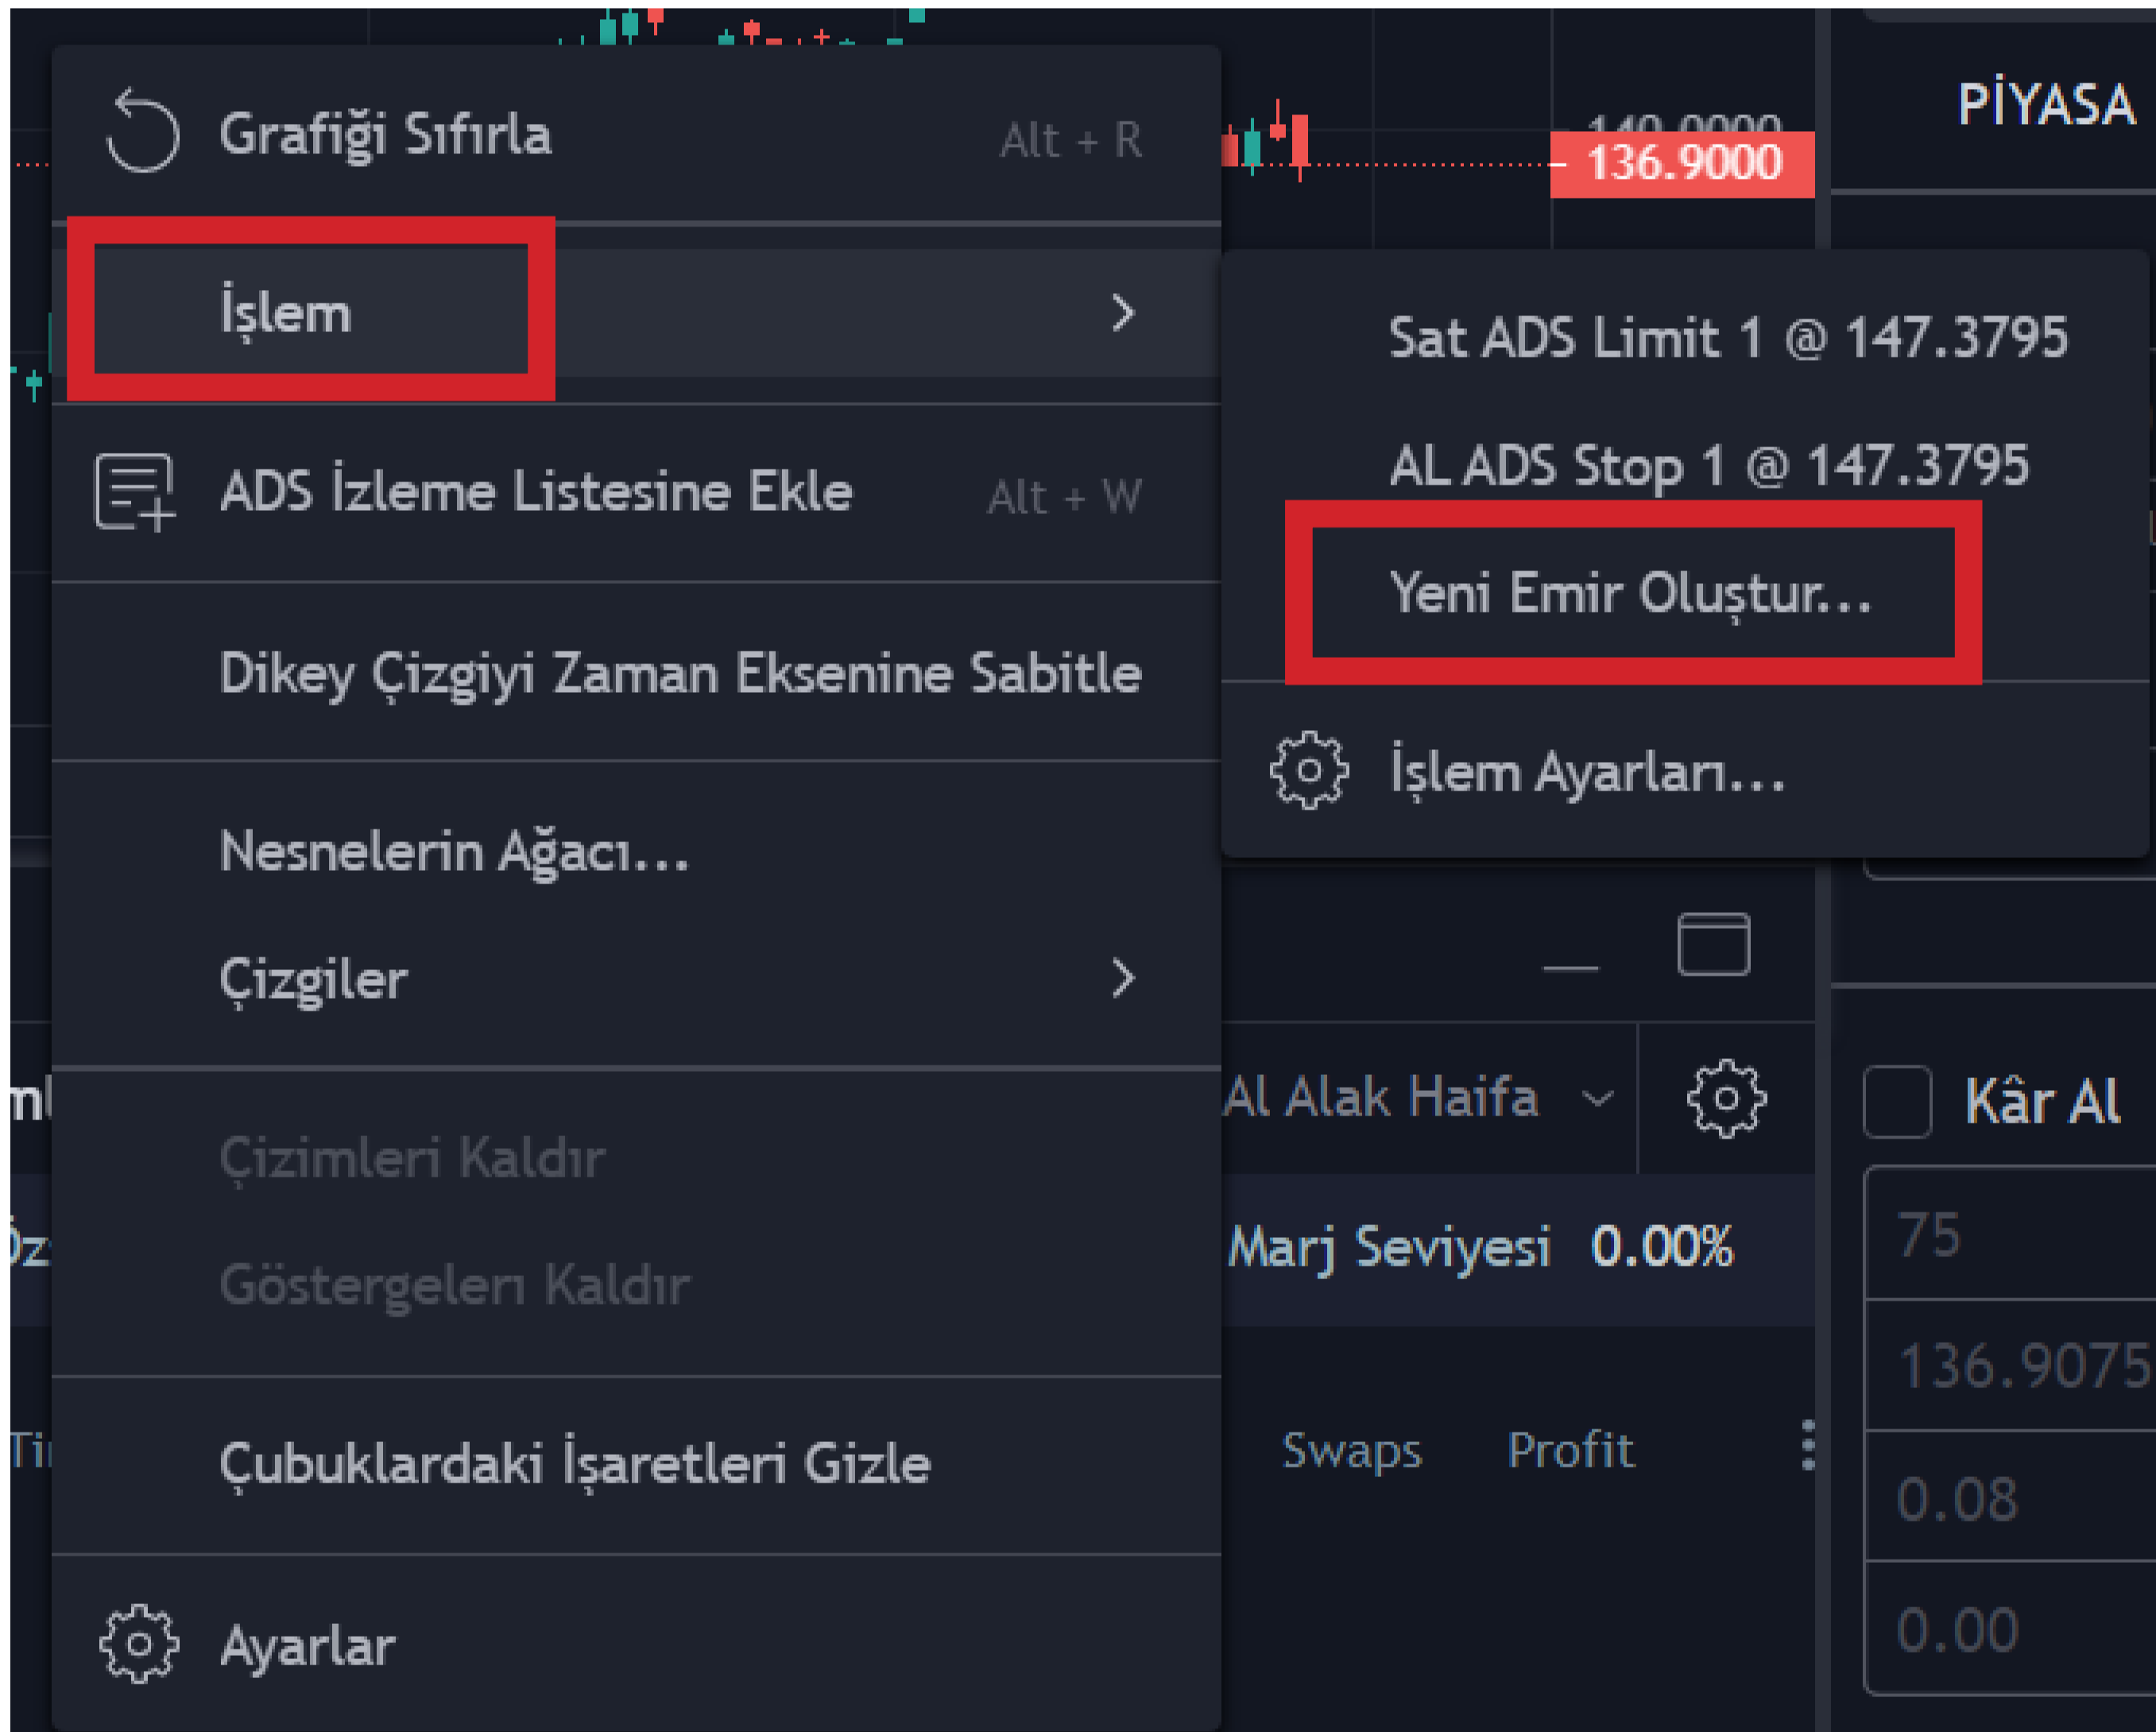 Grafiği Sıfırla Alt + R
İşlem
ADS İzleme Listesine Ekle Alt + W
Dikey Çizgiyi Zaman Eksenine Sabitle
Nesnelerin Ağacı...
Çizgiler
Çizimleri Kaldır
Göstergelerı Kaldır
Çubuklardaki İşaretleri Gizle
Ayarlar
140.0000
136.9000
PİYASA
Sat ADS Limit 1 @ 147.3795
AL ADS Stop 1 @ 147.3795
Yeni Emir Oluştur...
İşlem Ayarları...
Al Alak Haifa
Marj Seviyesi 0.00%
Swaps Profit
Kâr Al
75
136.9075
0.08
0.00